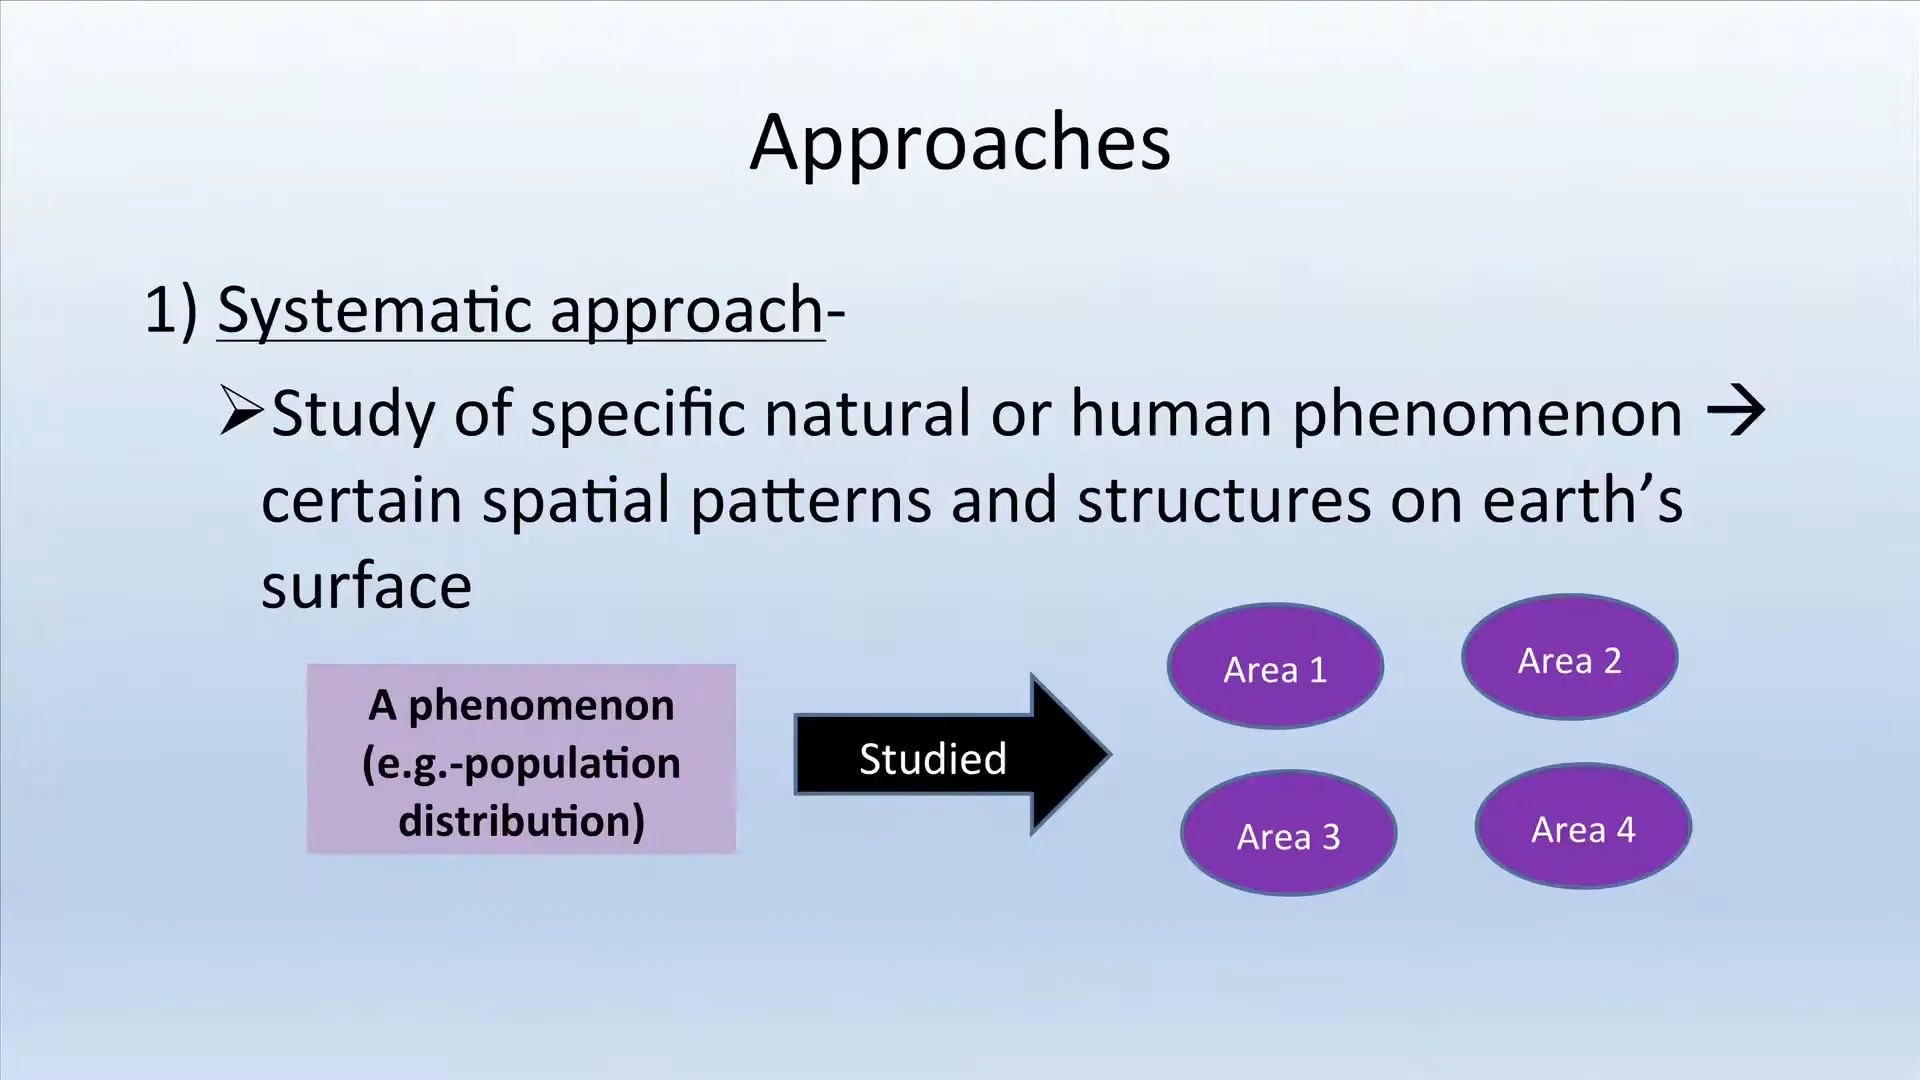 Approaches
1) Systematic approach-
➢Study of specific natural or human phenomenon →
certain spatial patterns and structures on earth’s
surface
A phenomenon
(e.g.-population
distribution)
Studied
Area 1
Area 2
Area 3
Area 4